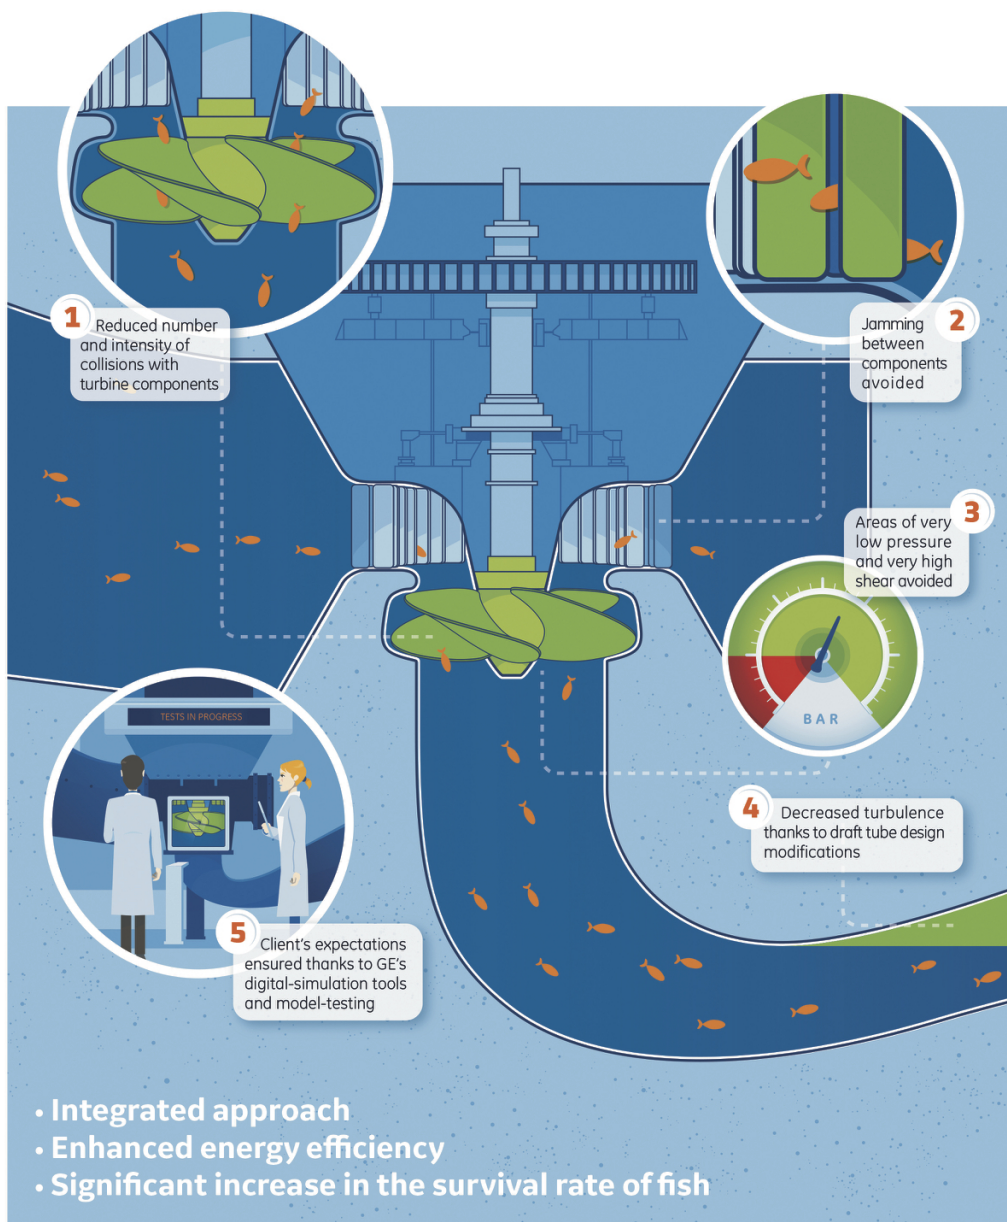 1 Reduced number
and intensity of
collisions with
turbine components
2 Jamming
between
components
avoided
3 Areas of very
low pressure
and very high
shear avoided
BAR
TESTS IN PROGRESS
4 Decreased turbulence
thanks to draft tube design
modifications
5 Client's expectations
ensured thanks to GE's
digital-simulation tools
and model-testing
• Integrated approach
• Enhanced energy efficiency
• Significant increase in the survival rate of fish